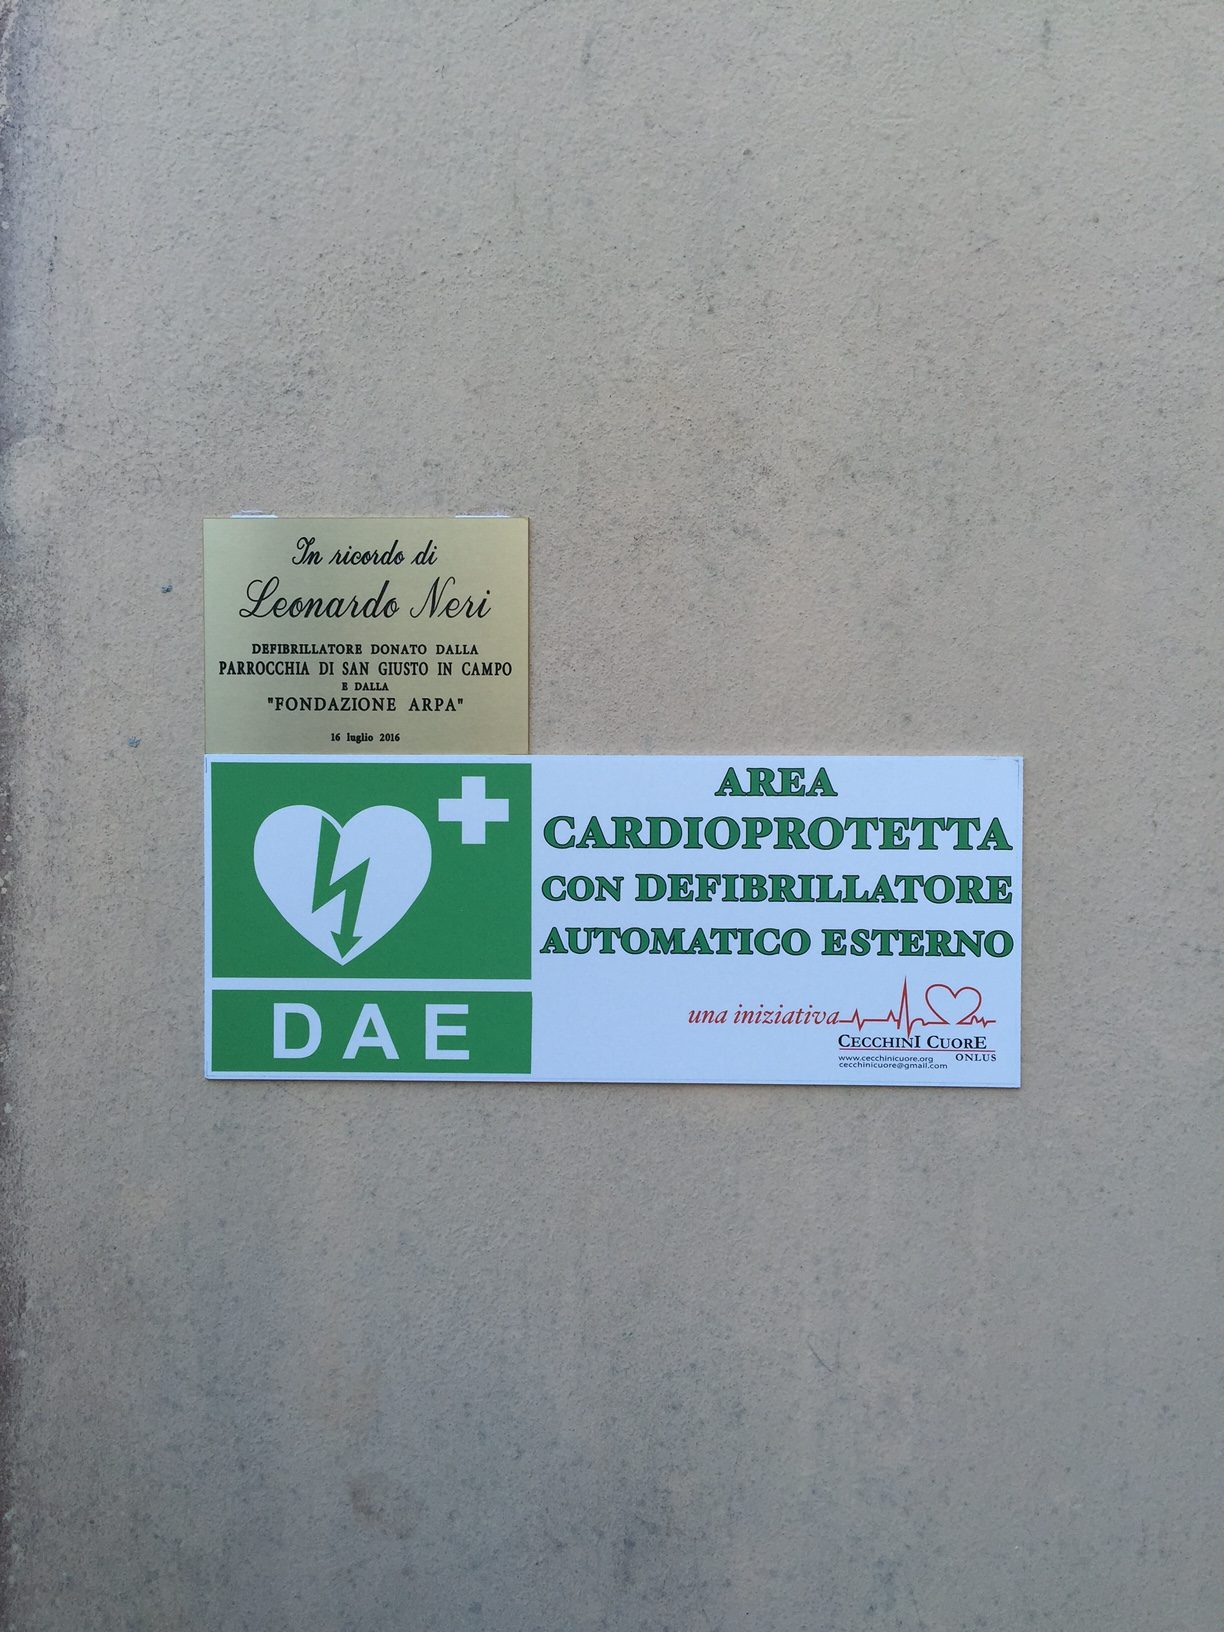 In ricordo di
Leonardo Neri
DEFIBRILLATORE DONATO DALLA
PARROCCHIA DI SAN GIUSTO IN CAMPO
E DALLA
"FONDAZIONE ARPA"
16 luglio 2016
AREA
CARDIOPROTETTA
CON DEFIBRILLATORE
AUTOMATICO ESTERNO
DAE
una iniziativa
CECCHINI CUORE
ONLUS
www.cecchinicuore.org
cecchinicuore@gmail.com